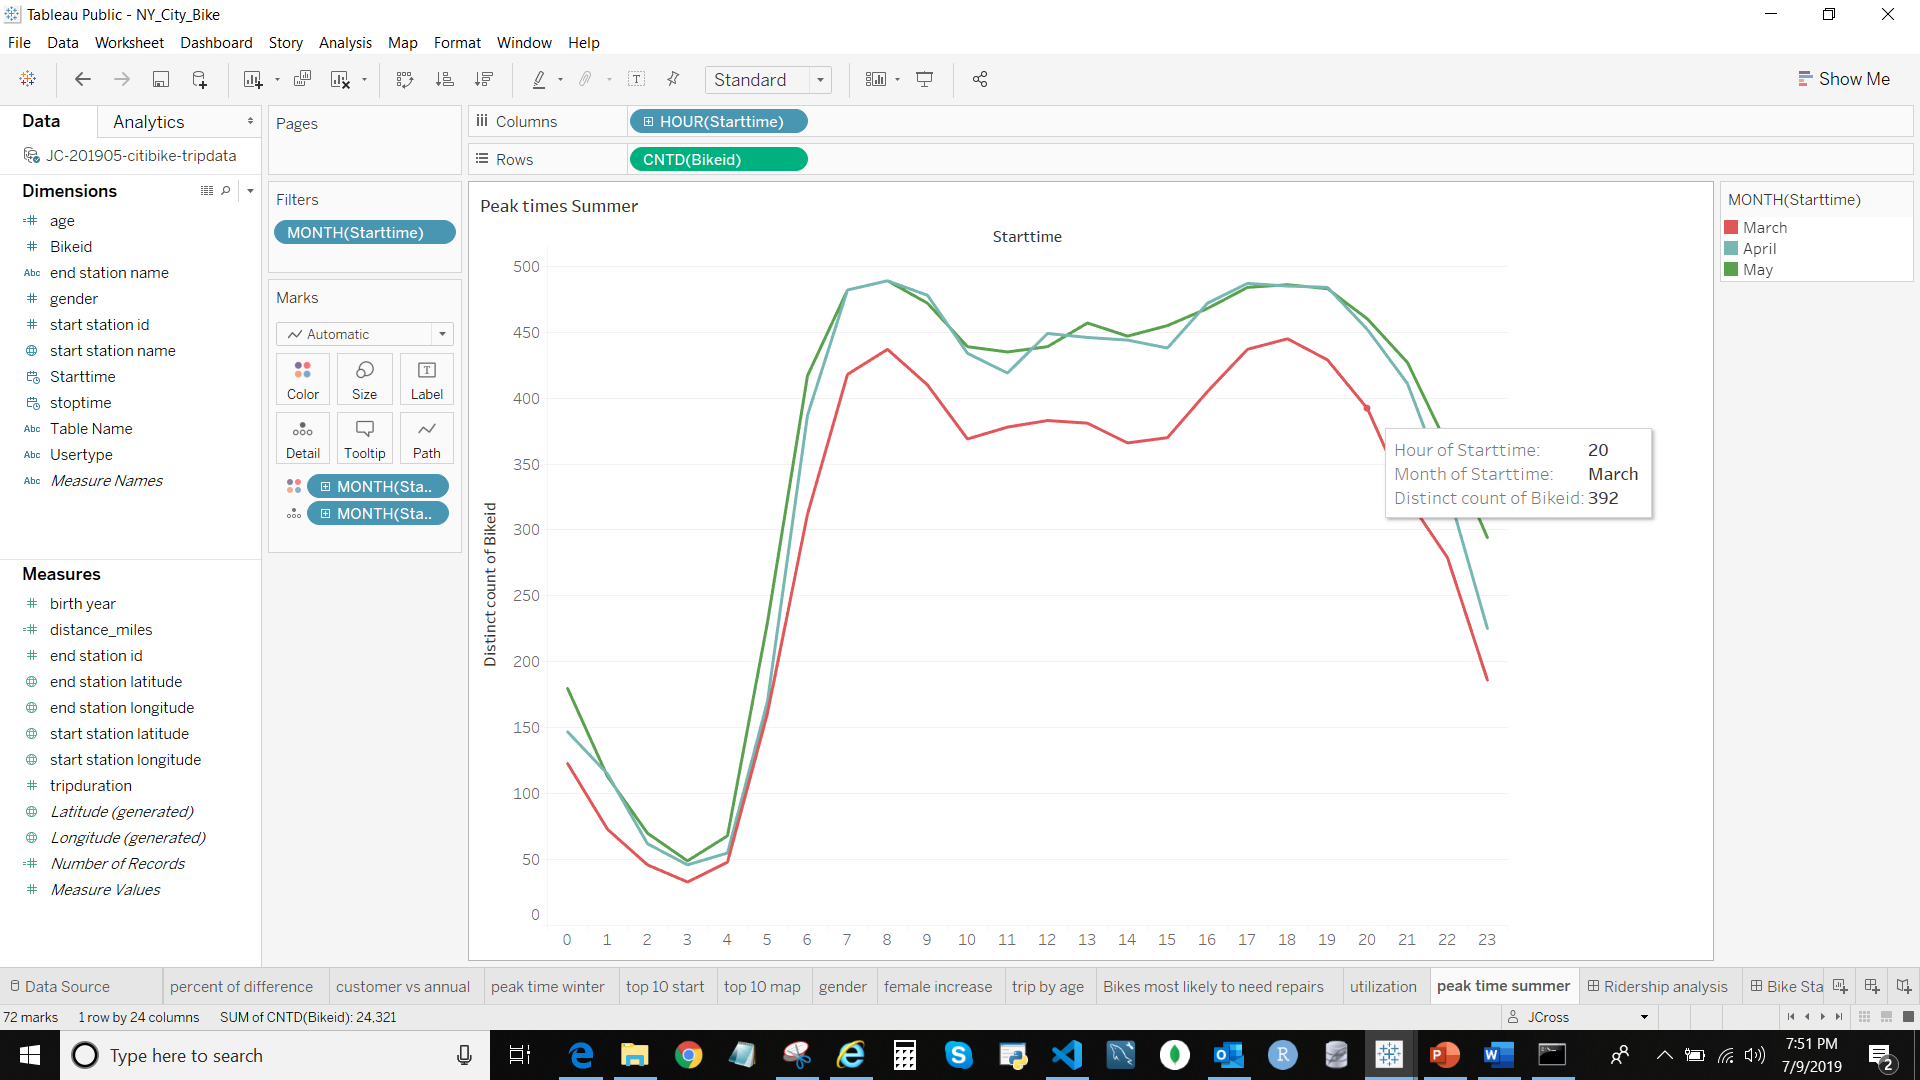 Tableau Public - NY_City_Bike
File Data Worksheet Dashboard Story Analysis Map Format Window Help
Standard
Show Me
Data Analytics
JC-201905-citibike-tripdata
Dimensions
age
Bikeid
Abc end station name
gender
start station id
start station name
Starttime
stoptime
Abc Table Name
Abc Usertype
Abc Measure Names
Measures
birth year
distance_miles
end station id
end station latitude
end station longitude
start station latitude
start station longitude
tripduration
Latitude (generated)
Longitude (generated)
Number of Records
Measure Values
Pages
Filters
MONTH(Starttime)
Marks
Automatic
Color Size Label
Detail Tooltip Path
MONTH(Sta..
MONTH(Sta..
Columns HOUR(Starttime)
Rows CNTD(Bikeid)
Peak times Summer
Starttime
Distinct count of Bikeid
500
450
400
350
300
250
200
150
100
50
0
0 1 2 3 4 5 6 7 8 9 10 11 12 13 14 15 16 17 18 19 20 21 22 23
Hour of Starttime: 20
Month of Starttime: March
Distinct count of Bikeid: 392
MONTH(Starttime)
March
April
May
Data Source percent of difference customer vs annual peak time winter top 10 start top 10 map gender female increase trip by age Bikes most likely to need repairs utilization peak time summer Ridership analysis Bike Sta
72 marks 1 row by 24 columns SUM of CNTD(Bikeid): 24,321 JCross
Type here to search
7:51 PM
7/9/2019
2